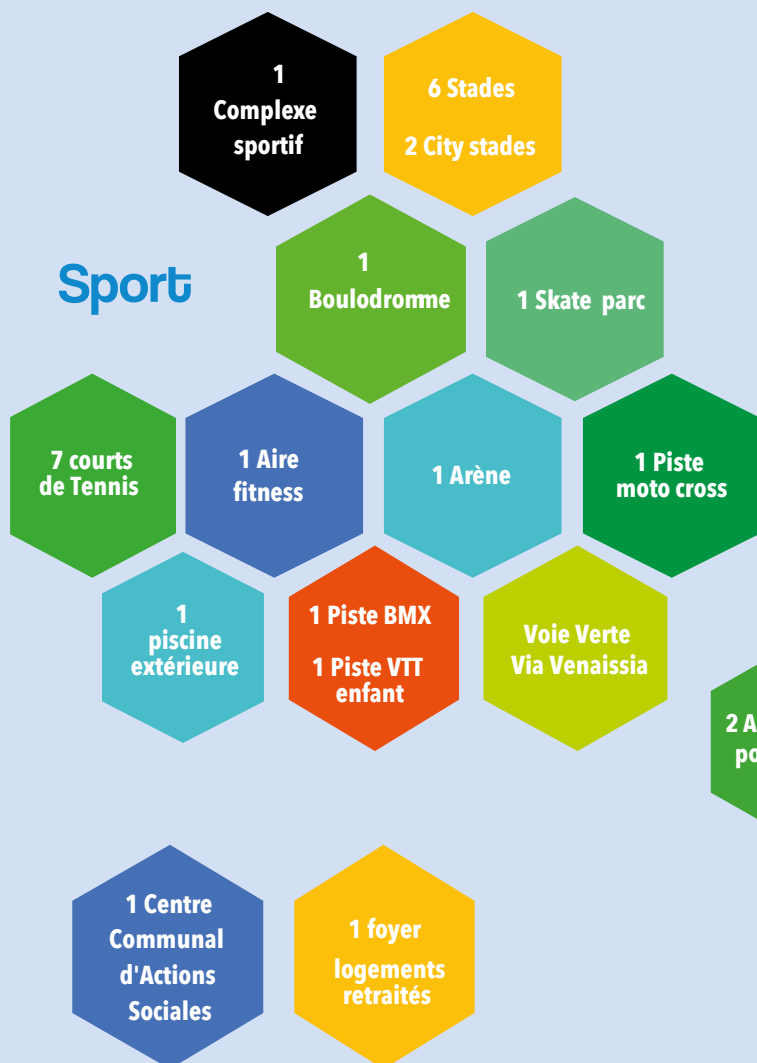 1
Complexe
sportif
6 Stades
2 City stades
Sport
1
Boulodromme
1 Skate parc
7 courts
de Tennis
1 Aire
fitness
1 Arène
1 Piste
moto cross
1
piscine
extérieure
1 Piste BMX
1 Piste VTT
enfant
Voie Verte
Via Venaissia
2
1 Centre
Communal
d'Actions
Sociales
1 foyer
logements
retraités